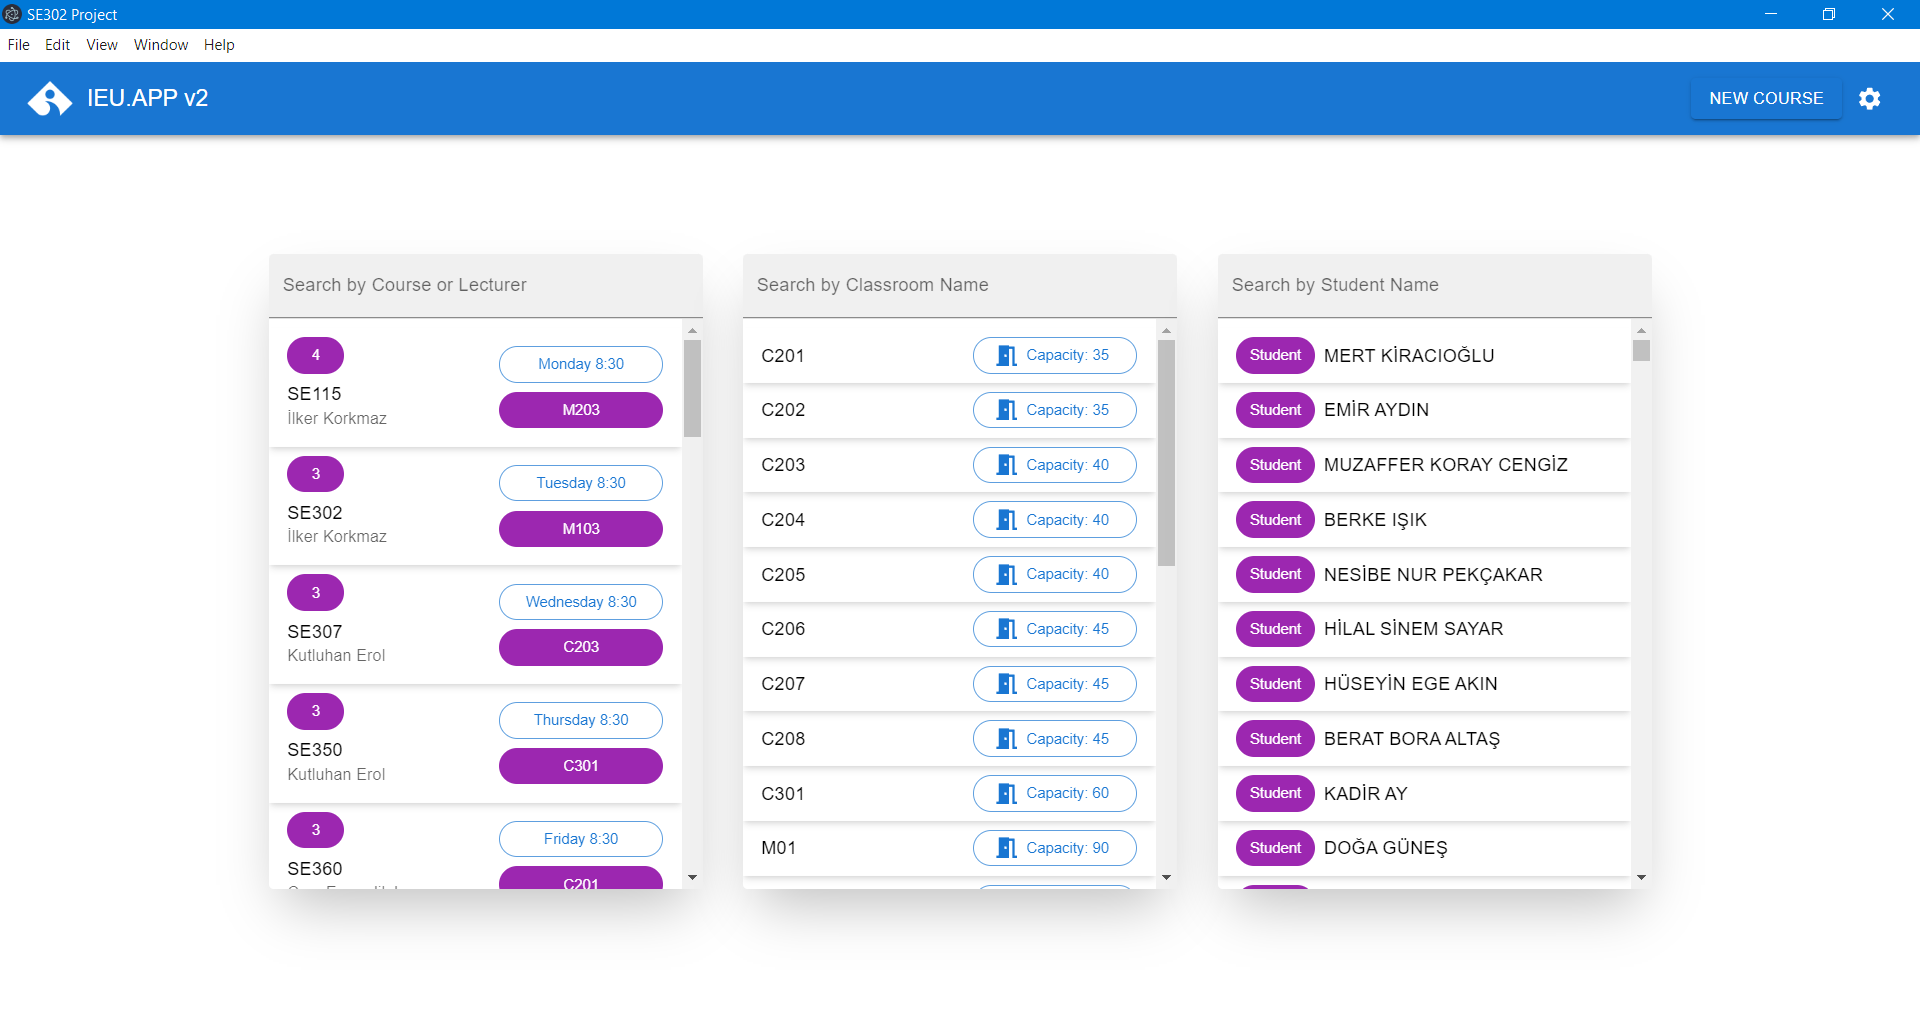 SE302 Project
File Edit View Window Help
IEU.APP v2
NEW COURSE
Search by Course or Lecturer
4
Monday 8:30
SE115
M203
İlker Korkmaz
3
Tuesday 8:30
SE302
M103
İlker Korkmaz
3
Wednesday 8:30
SE307
C203
Kutluhan Erol
3
Thursday 8:30
SE350
C301
Kutluhan Erol
3
Friday 8:30
SE360
C201
Search by Classroom Name
C201 Capacity: 35
C202 Capacity: 35
C203 Capacity: 40
C204 Capacity: 40
C205 Capacity: 40
C206 Capacity: 45
C207 Capacity: 45
C208 Capacity: 45
C301 Capacity: 60
M01 Capacity: 90
Search by Student Name
Student MERT KİRACIOĞLU
Student EMİR AYDIN
Student MUZAFFER KORAY CENGİZ
Student BERKE IŞIK
Student NESİBE NUR PEKÇAKAR
Student HİLAL SİNEM SAYAR
Student HÜSEYİN EGE AKIN
Student BERAT BORA ALTAŞ
Student KADİR AY
Student DOĞA GÜNEŞ